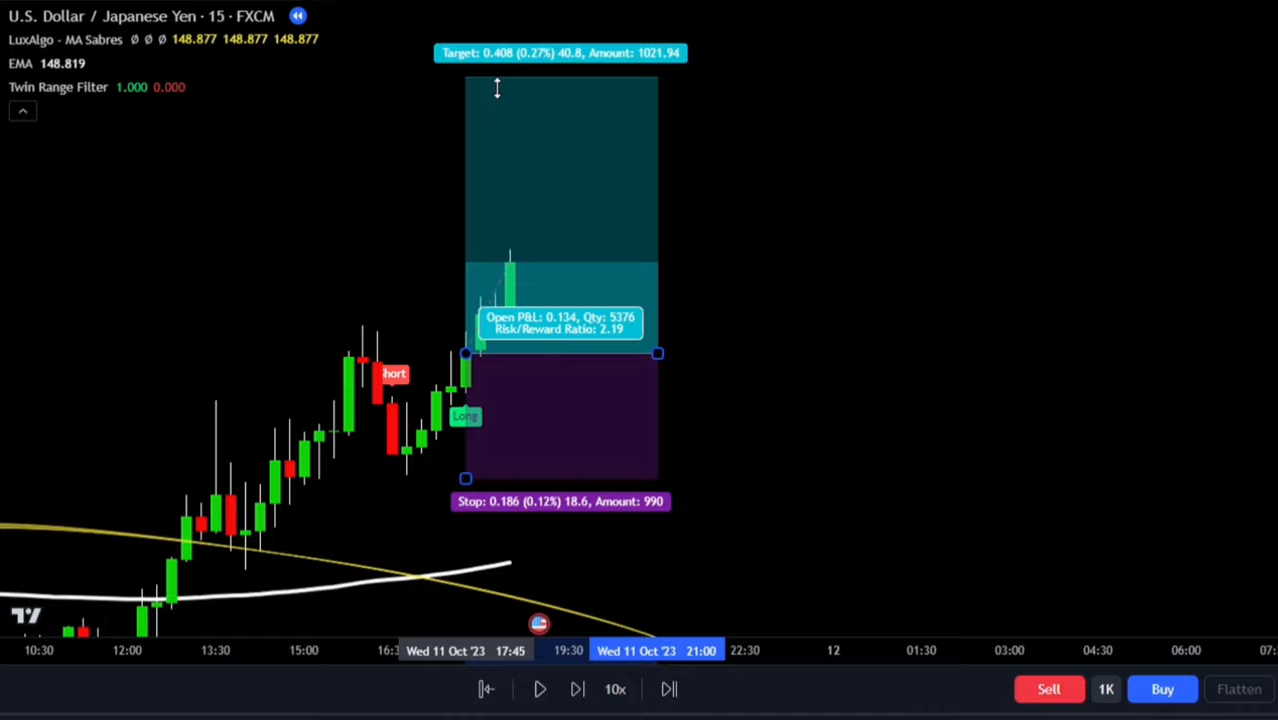 U.S. Dollar / Japanese Yen · 15 · FXCM
LuxAlgo - MA Sabres Ø Ø Ø 148.877 148.877 148.877
EMA 148.819
Twin Range Filter 1.000 0.000
Target: 0.408 (0.27%) 40.8, Amount: 1021.94
Open P&L: 0.134, Qty: 5376
Risk/Reward Ratio: 2.19
Short
Long
Stop: 0.186 (0.12%) 18.6, Amount: 990
10:30 12:00 13:30 15:00 16:3 Wed 11 Oct '23 17:45 19:30 Wed 11 Oct '23 21:00 22:30 12 01:30 03:00 04:30 06:00 07:
10x Sell 1K Buy Flatten